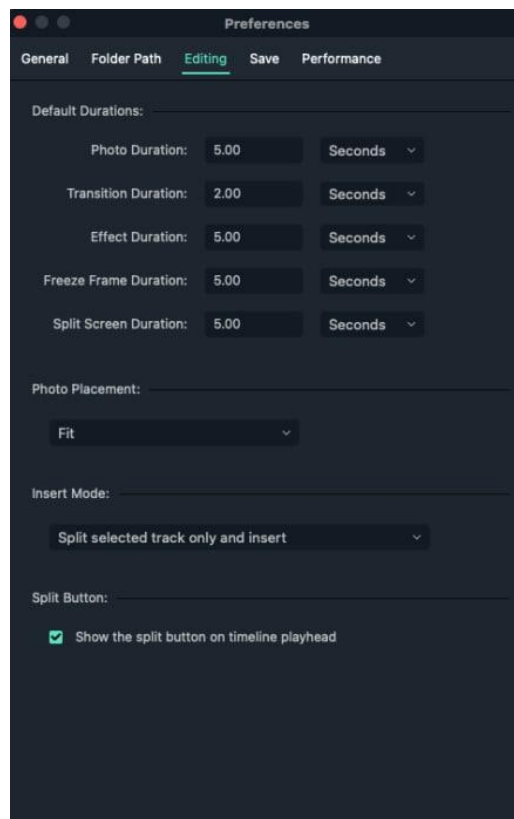 Preferences
General Folder Path Editing Save Performance
Default Durations:
Photo Duration: 5.00 Seconds
Transition Duration: 2.00 Seconds
Effect Duration: 5.00 Seconds
Freeze Frame Duration: 5.00 Seconds
Split Screen Duration: 5.00 Seconds
Photo Placement:
Fit
Insert Mode:
Split selected track only and insert
Split Button:
Show the split button on timeline playhead